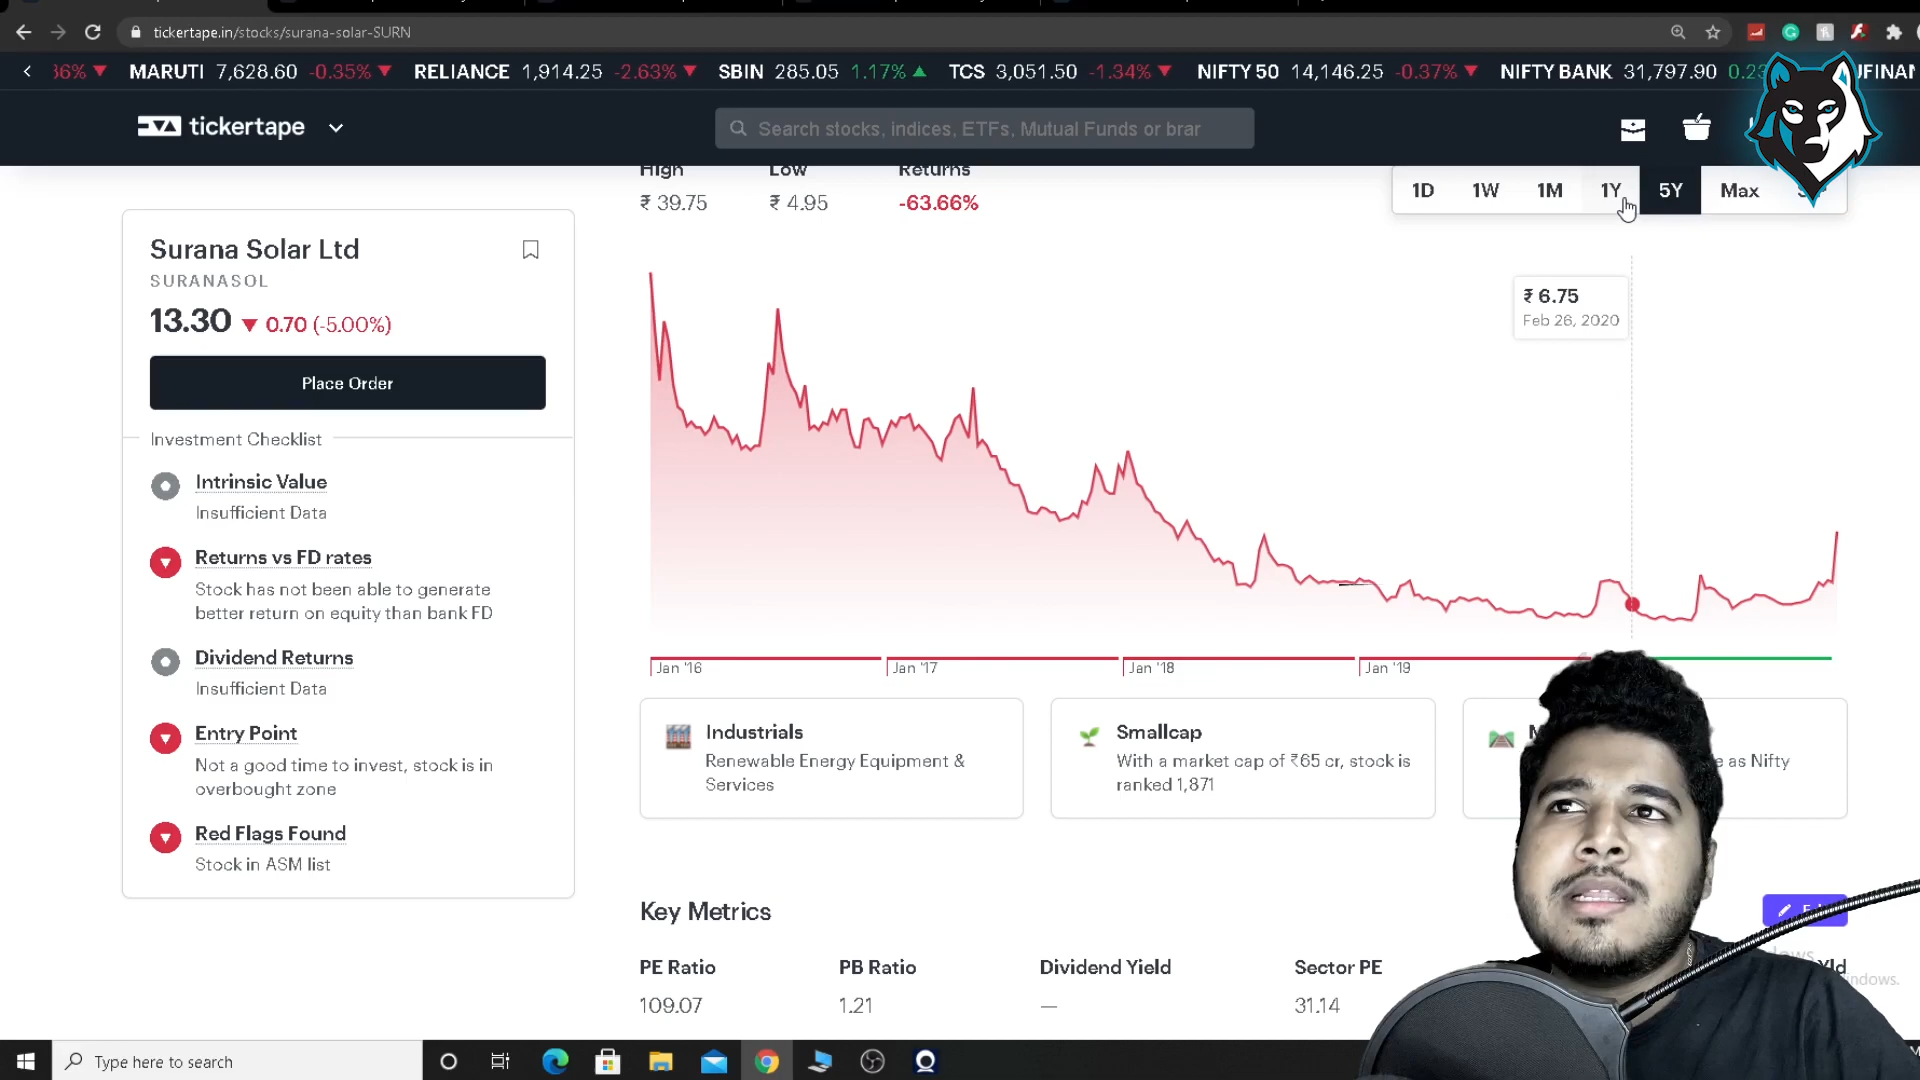 tickertape.in/stocks/surana-solar-SURN
36% MARUTI 7,628.60 -0.35% RELIANCE 1,914.25 -2.63% SBIN 285.05 1.17% TCS 3,051.50 -1.34% NIFTY 50 14,146.25 -0.37% NIFTY BANK 31,797.90
tickertape
Search stocks, indices, ETFs, Mutual Funds or brar
High Low Returns
₹ 39.75 ₹ 4.95 -63.66%
1D 1W 1M 1Y 5Y Max
Surana Solar Ltd
SURANASOL
13.30 0.70 (-5.00%)
Place Order
Investment Checklist
Intrinsic Value
Insufficient Data
Returns vs FD rates
Stock has not been able to generate
better return on equity than bank FD
Dividend Returns
Insufficient Data
Entry Point
Not a good time to invest, stock is in
overbought zone
Red Flags Found
Stock in ASM list
₹ 6.75
Feb 26, 2020
Jan '16 Jan '17 Jan '18 Jan '19
Industrials
Renewable Energy Equipment &
Services
Smallcap
With a market cap of ₹65 cr, stock is
ranked 1,871
as Nifty
Key Metrics
PE Ratio PB Ratio Dividend Yield Sector PE
109.07 1.21 — 31.14
Type here to search